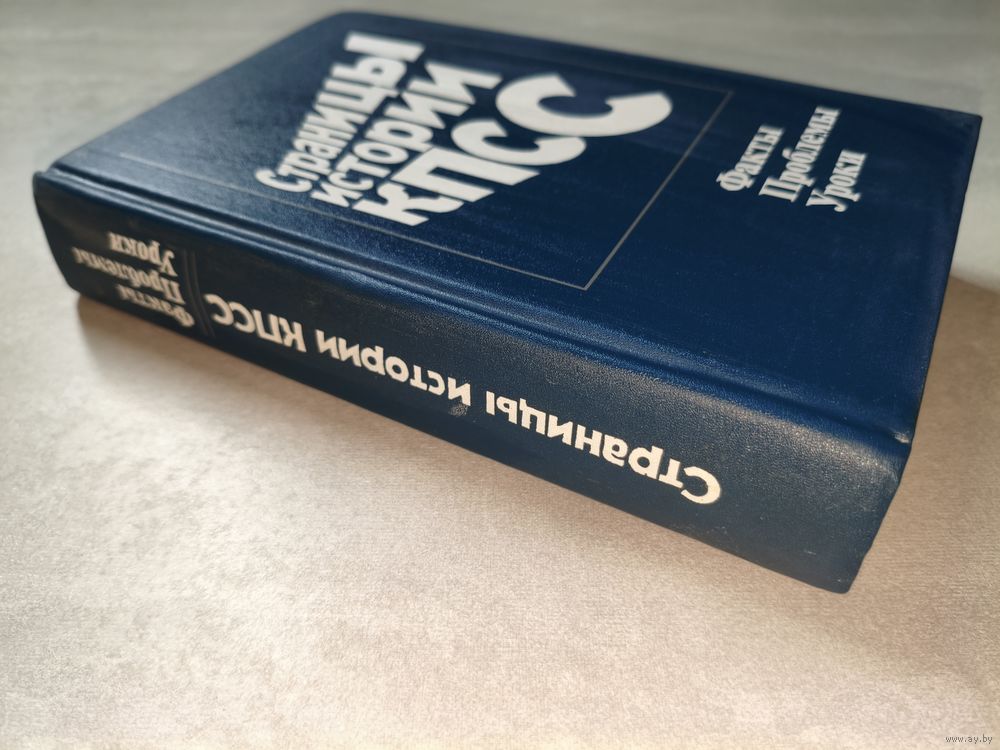 Страницы
истории
КПСС
Факты
Проблемы
Уроки
Страницы истории КПСС
Факты
Проблемы
Уроки
www.ay.by